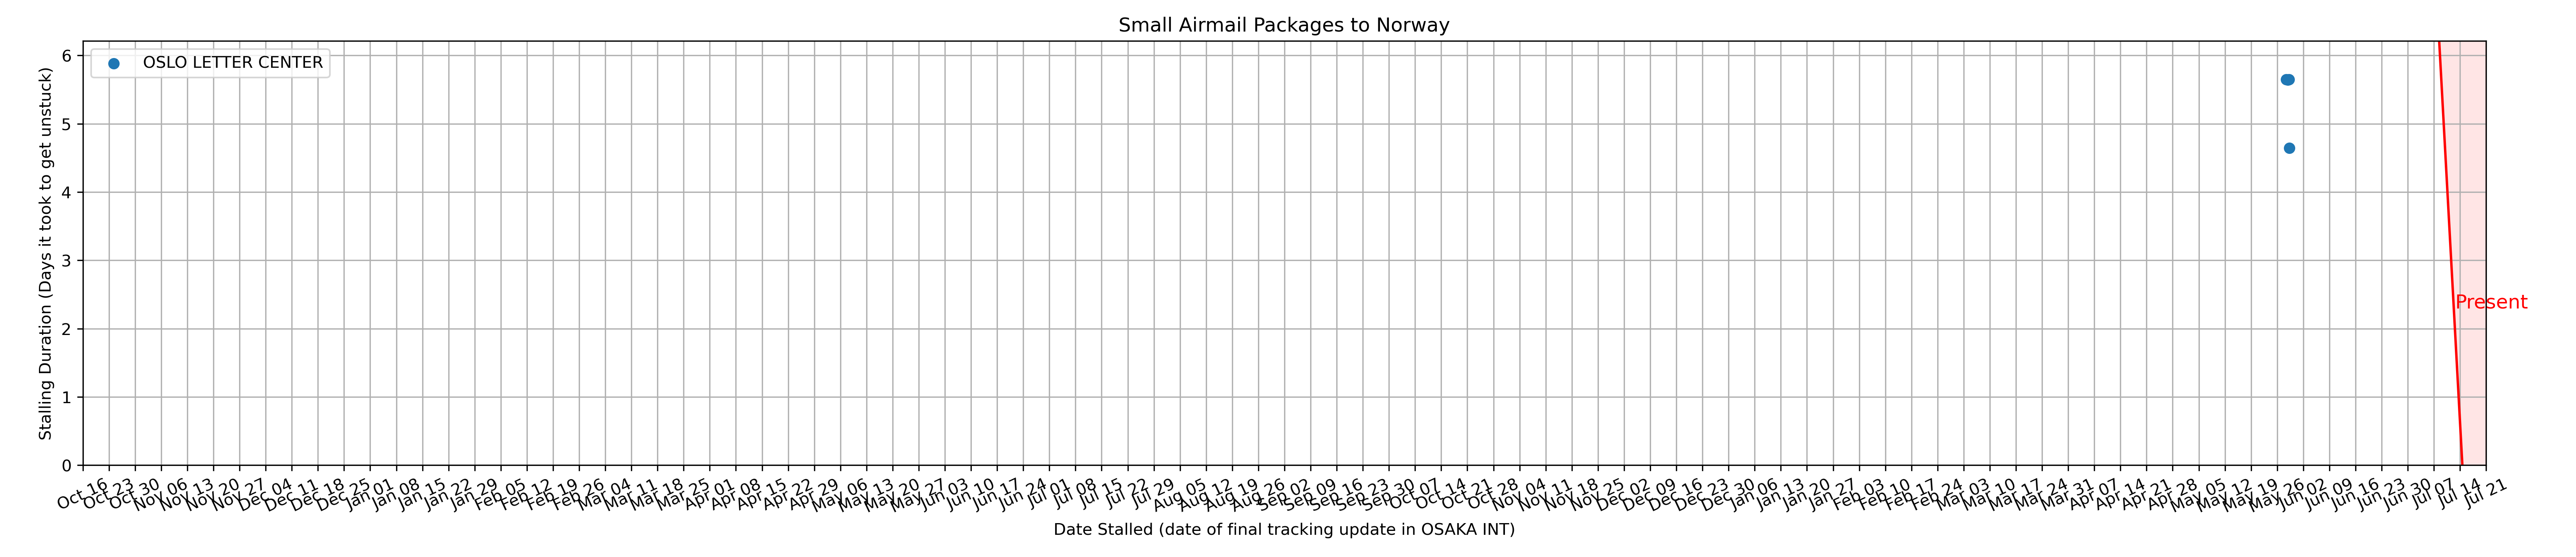 Small Airmail Packages to Norway
OSLO LETTER CENTER
Stalling Duration (Days it took to get unstuck)
6
5
4
3
2
1
0
Present
Oct 16
Oct 23
Oct 30
Nov 06
Nov 13
Nov 20
Nov 27
Dec 04
Dec 11
Dec 18
Dec 25
Jan 01
Jan 08
Jan 15
Jan 22
Jan 29
Feb 05
Feb 12
Feb 19
Feb 26
Mar 04
Mar 11
Mar 18
Mar 25
Apr 01
Apr 08
Apr 15
Apr 22
Apr 29
May 06
May 13
May 20
May 27
Jun 03
Jun 10
Jun 17
Jun 24
Jul 01
Jul 08
Jul 15
Jul 22
Jul 29
Aug 05
Aug 12
Aug 19
Aug 26
Sep 02
Sep 09
Sep 16
Sep 23
Sep 30
Oct 07
Oct 14
Oct 21
Oct 28
Nov 04
Nov 11
Nov 18
Nov 25
Dec 02
Dec 09
Dec 16
Dec 23
Dec 30
Jan 06
Jan 13
Jan 20
Jan 27
Feb 03
Feb 10
Feb 17
Feb 24
Mar 03
Mar 10
Mar 17
Mar 24
Mar 31
Apr 07
Apr 14
Apr 21
Apr 28
May 05
May 12
May 19
May 26
Jun 02
Jun 09
Jun 16
Jun 23
Jun 30
Jul 07
Jul 14
Jul 21
Date Stalled (date of final tracking update in OSAKA INT)